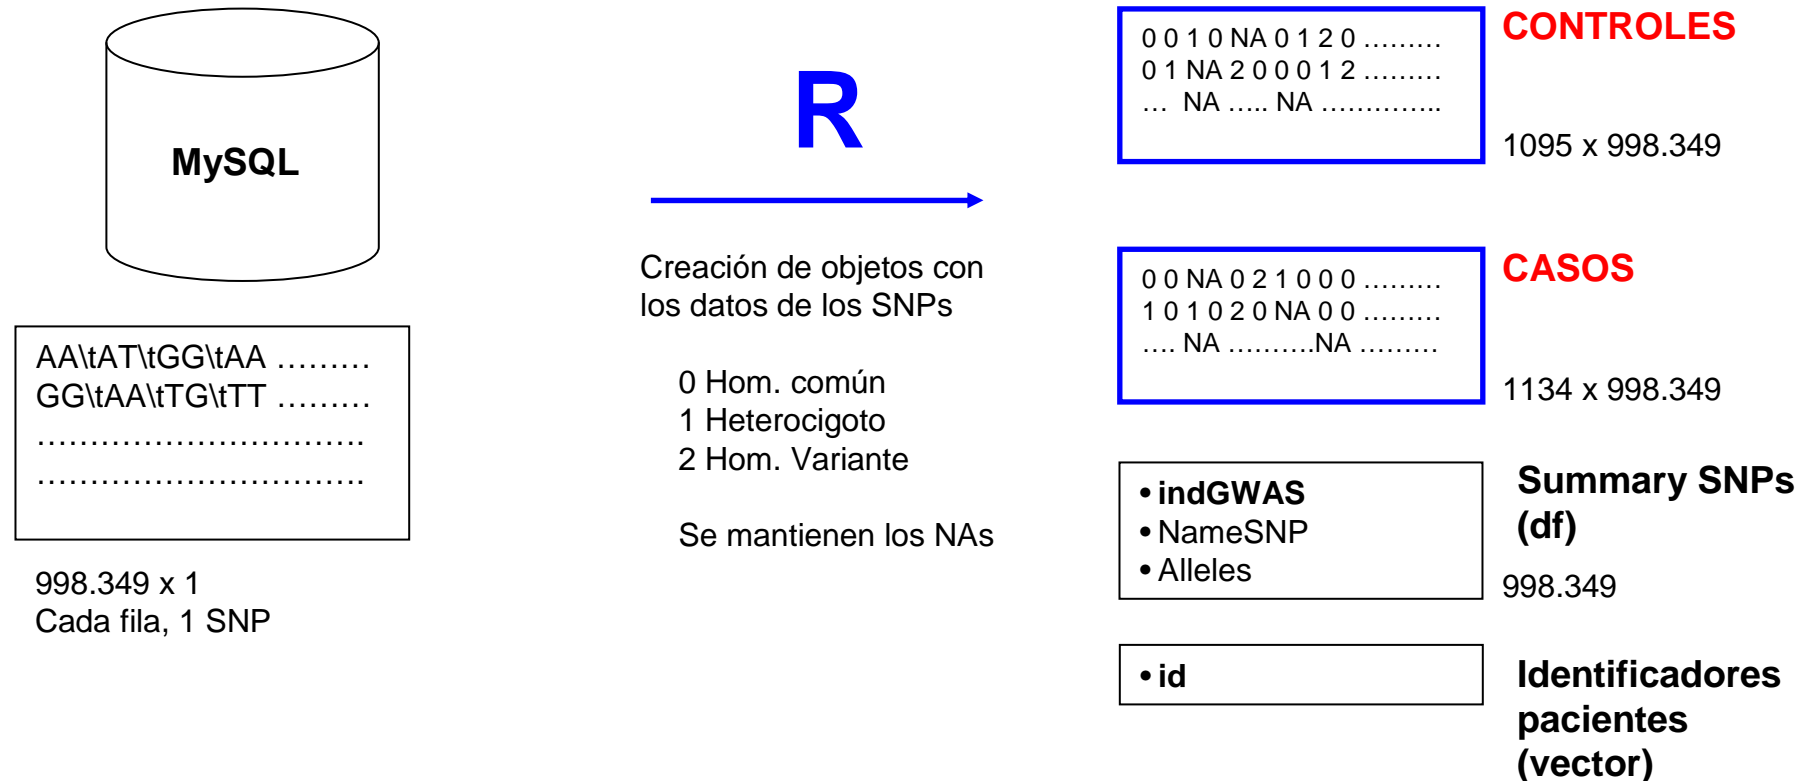 MySQL
AA\tAT\tGG\tAA ………
GG\tAA\tTG\tTT ………
………………………….
………………………….
998.349 x 1
Cada fila, 1 SNP
R
Creación de objetos con
los datos de los SNPs
0 Hom. común
1 Heterocigoto
2 Hom. Variante
Se mantienen los NAs
0 0 1 0 NA 0 1 2 0 ………
0 1 NA 2 0 0 0 1 2 ………
… NA ….. NA …………..
CONTROLES
1095 x 998.349
0 0 NA 0 2 1 0 0 0 ………
1 0 1 0 2 0 NA 0 0 ………
…. NA ……….NA ………
CASOS
1134 x 998.349
• indGWAS
• NameSNP
• Alleles
Summary SNPs
(df)
998.349
• id
Identificadores
pacientes
(vector)